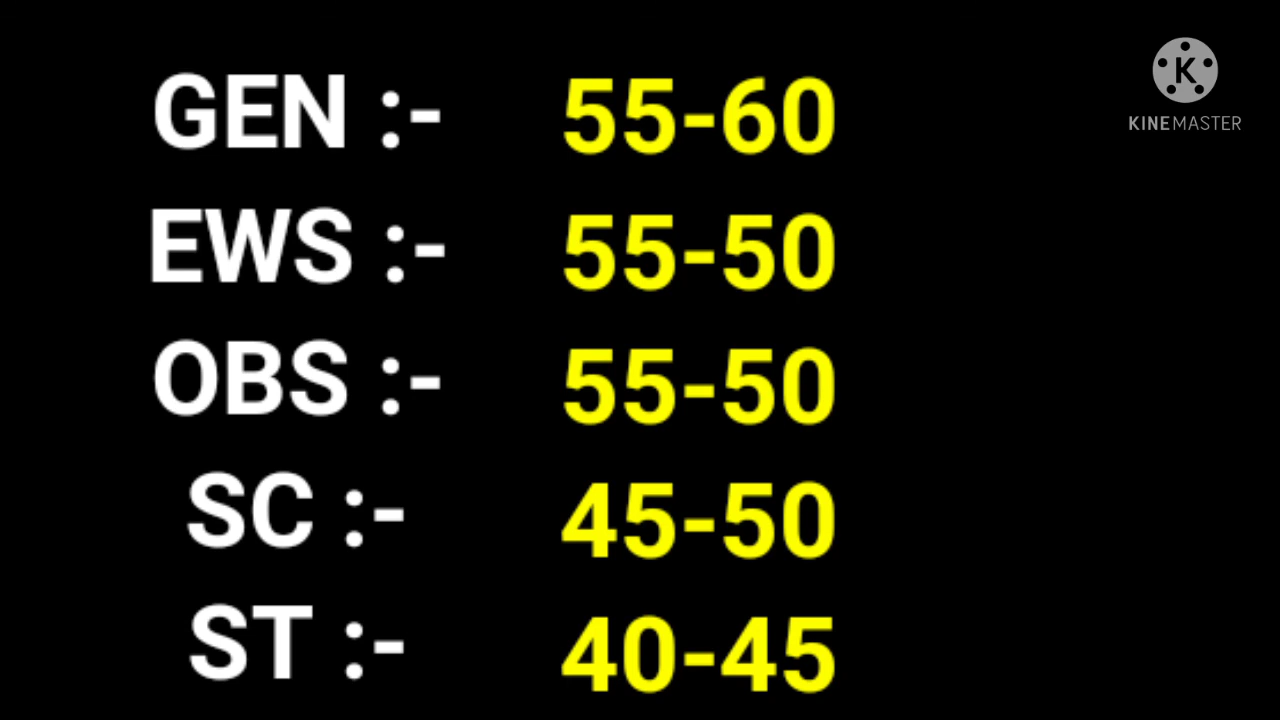 GEN :- 55-60
KINEMASTER
EWS :- 55-50
OBS :- 55-50
SC :- 45-50
ST :- 40-45